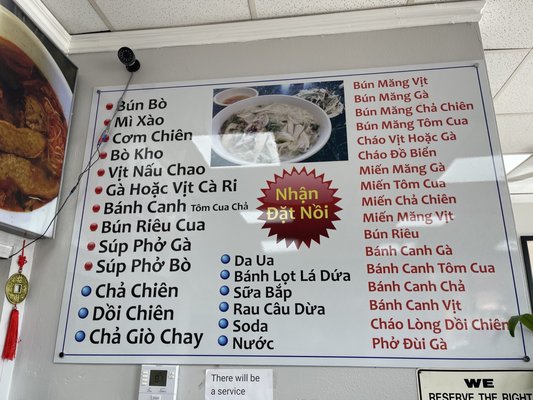 Bún Bò
Mì Xào
Cơm Chiên
Bò Kho
Vịt Nấu Chao
Gà Hoặc Vịt Cà Ri
Bánh Canh Tôm Cua Chả
Bún Riêu Cua
Súp Phở Gà
Súp Phở Bò
Chả Chiên
Dồi Chiên
Chả Giò Chay
Nhận
Đặt Nồi
Da Ua
Bánh Lọt Lá Dứa
Sữa Bắp
Rau Câu Dừa
Soda
Nước
Bún Măng Vịt
Bún Măng Gà
Bún Măng Chả Chiên
Bún Măng Tôm Cua
Cháo Vịt Hoặc Gà
Cháo Đồ Biển
Miến Măng Gà
Miến Tôm Cua
Miến Chả Chiên
Miến Măng Vịt
Bún Riêu
Bánh Canh Gà
Bánh Canh Tôm Cua
Bánh Canh Chả
Bánh Canh Vịt
Cháo Lòng Dồi Chiên
Phở Đùi Gà
There will be
a service
WE
RESERVE THE RIGHT